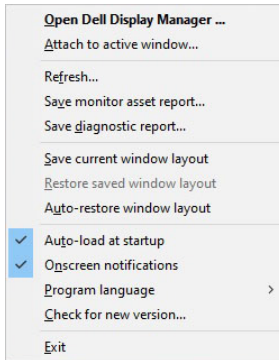 Open Dell Display Manager ...
Attach to active window...
Refresh...
Save monitor asset report...
Save diagnostic report...
Save current window layout
Restore saved window layout
Auto-restore window layout
Auto-load at startup
Onscreen notifications
Program language
Check for new version...
Exit